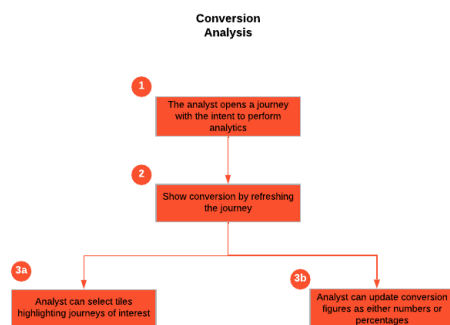 Conversion
Analysis
1
The analyst opens a journey
with the intent to perform
analytics
2
Show conversion by refreshing
the journey
3a
Analyst can select tiles
highlighting journeys of interest
3b
Analyst can update conversion
figures as either numbers or
percentages